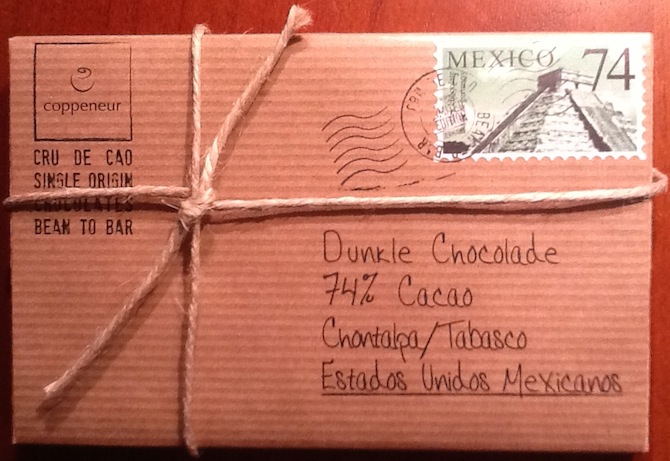 coppeneur
CRU DE CAO
SINGLE ORIGIN
CHOCOLATES
BEAN TO BAR
MEXICO 74
Dunkle Chocolade
74% Cacao
Chontalpa/Tabasco
Estados Unidos Mexicanos